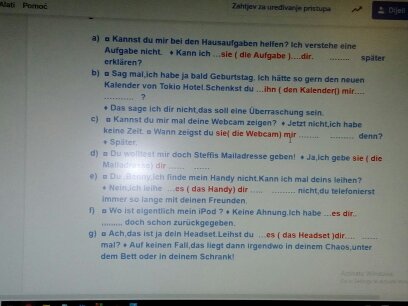 Alati Pomoć
Zahtjev za uređivanje pristupa
Dijeli
a) ¤ Kannst du mir bei den Hausaufgaben helfen? Ich verstehe eine
Aufgabe nicht. ♦ Kann ich ...sie ( die Aufgabe )....dir. ......... später
erklären?
b) ¤ Sag mal,ich habe ja bald Geburtstag. Ich hätte so gern den neuen
Kalender von Tokio Hotel.Schenkst du ...ihn ( den Kalender() mir....
............ ?
♦ Das sage ich dir nicht,das soll eine Überraschung sein.
c) ¤ Kannst du mir mal deine Webcam zeigen? ♦ Jetzt nicht,ich habe
keine Zeit. ¤ Wann zeigst du sie( die Webcam) mir ........ ......... denn?
♦ Später.
d) ¤ Du wolltest mir doch Steffis Mailadresse geben! ♦ Ja,ich gebe sie ( die
Mailadresse) dir ...... ......
e) ¤ Du ,Benny,ich finde mein Handy nicht.Kann ich mal deins leihen?
♦ Nein,ich leihe ...es ( das Handy) dir .... ......... nicht,du telefonierst
immer so lange mit deinen Freunden.
f) ¤ Wo ist eigentlich mein iPod ? ♦ Keine Ahnung.Ich habe ...es dir..
......... doch schon zurückgegeben.
g) ¤ Ach,das ist ja dein Headset.Leihst du ...es ( das Headset )dir.... ......
mal? ♦ Auf keinen Fall,das liegt dann irgendwo in deinem Chaos,unter
dem Bett oder in deinem Schrank!
Activate Windows